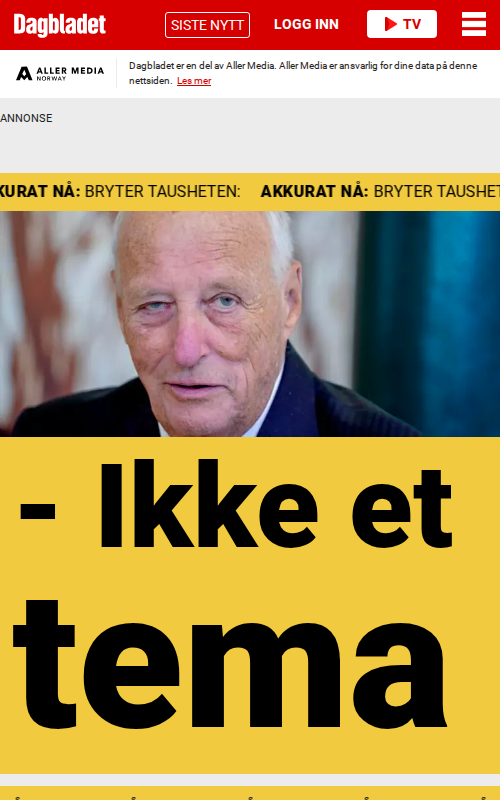 Dagbladet SISTE NYTT LOGG INN TV
ALLER MEDIA
NORWAY
Dagbladet er en del av Aller Media. Aller Media er ansvarlig for dine data på denne
nettsiden. Les mer
ANNONSE
KURAT NÅ: BRYTER TAUSHETEN: AKKURAT NÅ: BRYTER TAUSHET
- Ikke et
tema